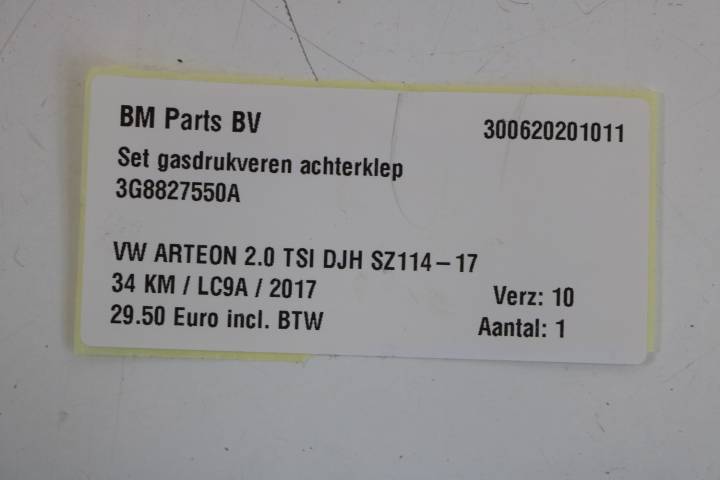 BM Parts BV 300620201011
Set gasdrukveren achterklep
3G8827550A
VW ARTEON 2.0 TSI DJH SZ114-17
34 KM / LC9A / 2017 Verz: 10
29.50 Euro incl. BTW Aantal: 1